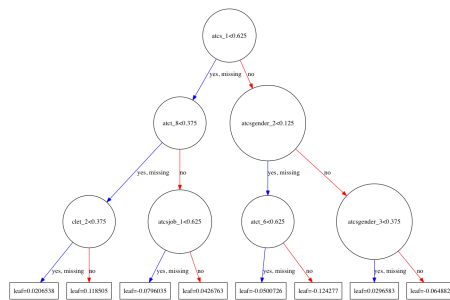 atcs_1<0.625
yes, missing
no
atct_8<0.375
atcsgender_2<0.125
yes, missing
no
yes, missing
no
clet_2<0.375
atcsjob_1<0.625
atct_6<0.625
atcsgender_3<0.375
yes, missing
no
yes, missing
no
yes, missing
no
yes, missing
no
leaf=0.0206538
leaf=0.118505
leaf=-0.0796035
leaf=0.0426763
leaf=-0.0500726
leaf=-0.124277
leaf=0.0296583
leaf=-0.064882